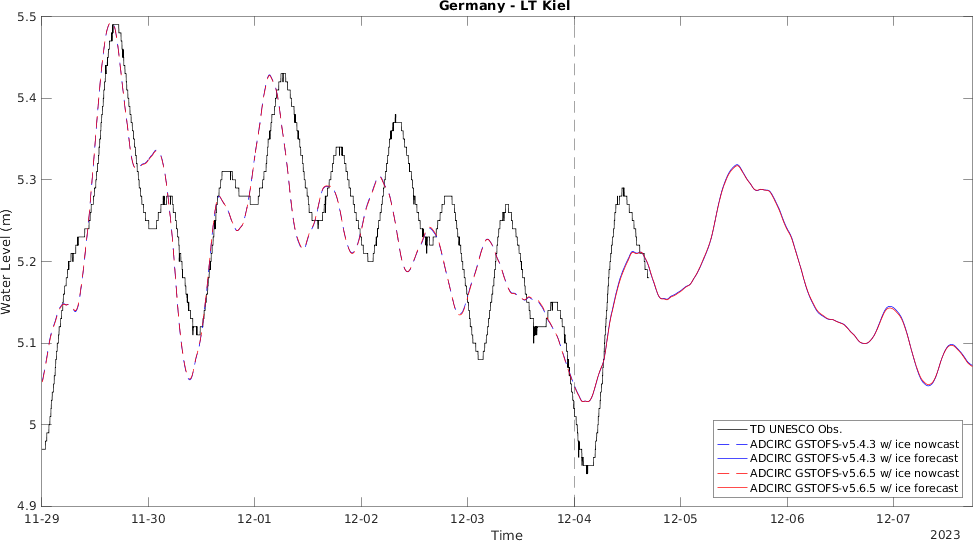 Germany - LT Kiel
5.5
5.4
5.3
5.2
5.1
5
4.9
Water Level (m)
11-29 11-30 12-01 12-02 12-03 12-04 12-05 12-06 12-07
Time
2023
TD UNESCO Obs.
ADCIRC GSTOFS-v5.4.3 w/ ice nowcast
ADCIRC GSTOFS-v5.4.3 w/ ice forecast
ADCIRC GSTOFS-v5.6.5 w/ ice nowcast
ADCIRC GSTOFS-v5.6.5 w/ ice forecast